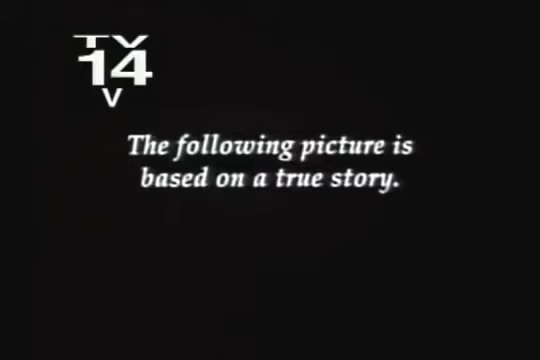 TV
14
V
The following picture is
based on a true story.